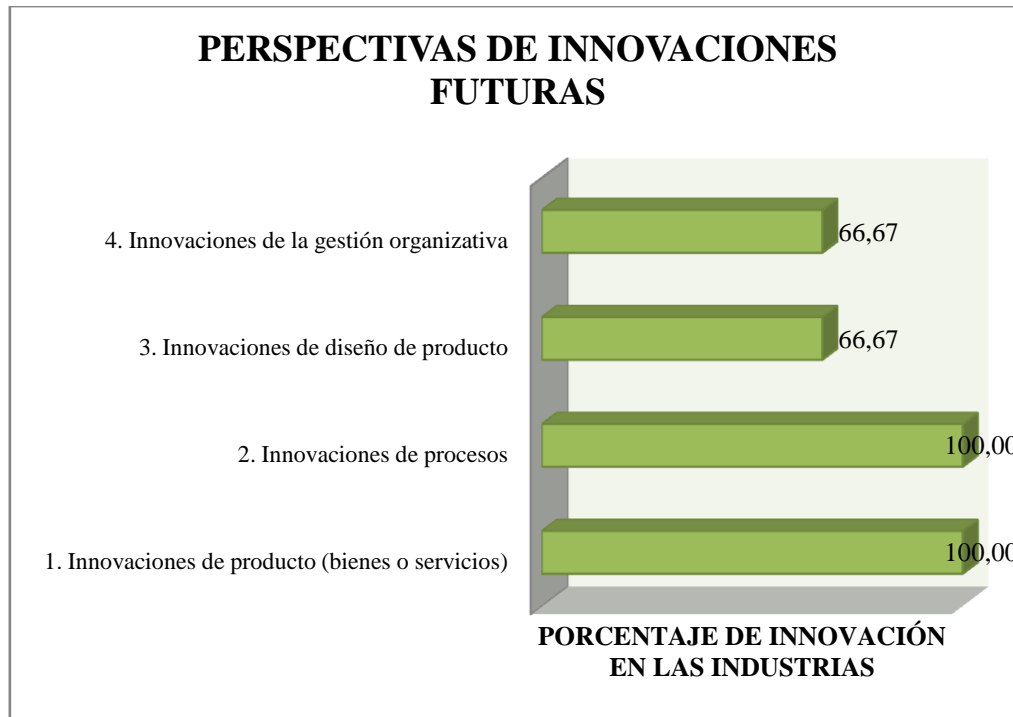 PERSPECTIVAS DE INNOVACIONES
FUTURAS
4. Innovaciones de la gestión organizativa
66,67
3. Innovaciones de diseño de producto
66,67
2. Innovaciones de procesos
100,00
1. Innovaciones de producto (bienes o servicios)
100,00
PORCENTAJE DE INNOVACIÓN
EN LAS INDUSTRIAS